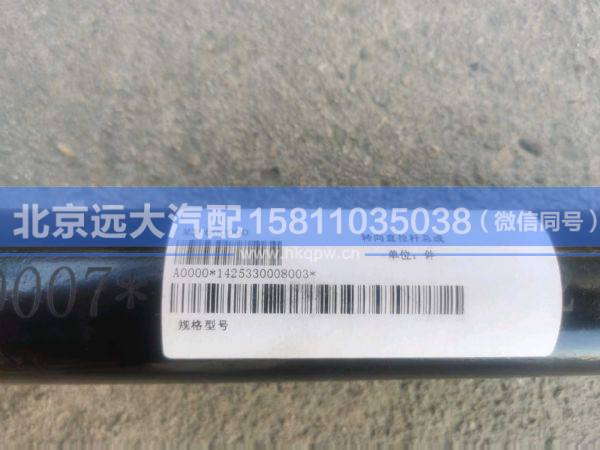 北京远大汽配15811035038（微信同号）
转向直拉杆总成
www.hkqpw.cn
单位：件
A0000*1425330008003*
0007*
规格型号